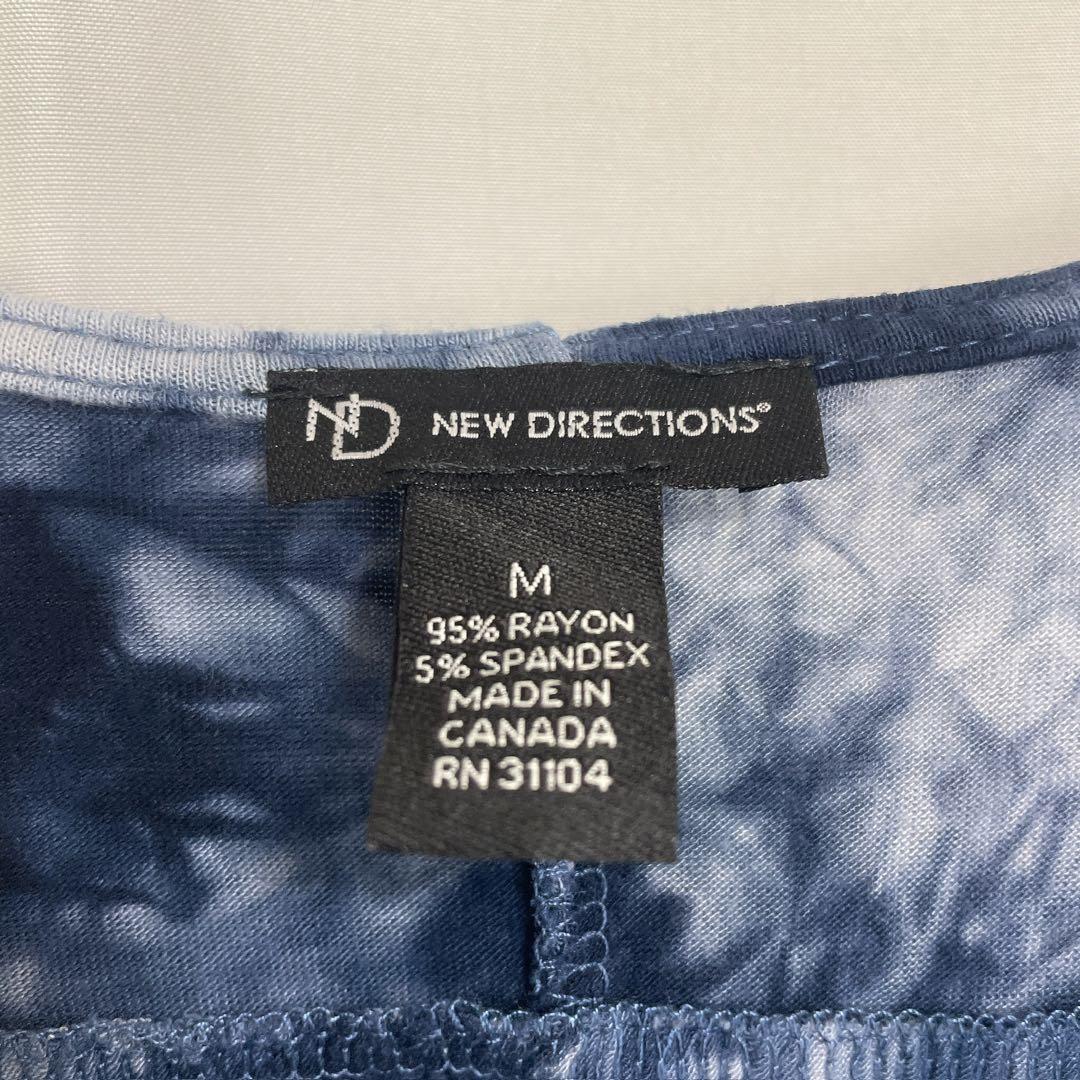 ND NEW DIRECTIONS®
M
95% RAYON
5% SPANDEX
MADE IN
CANADA
RN 31104